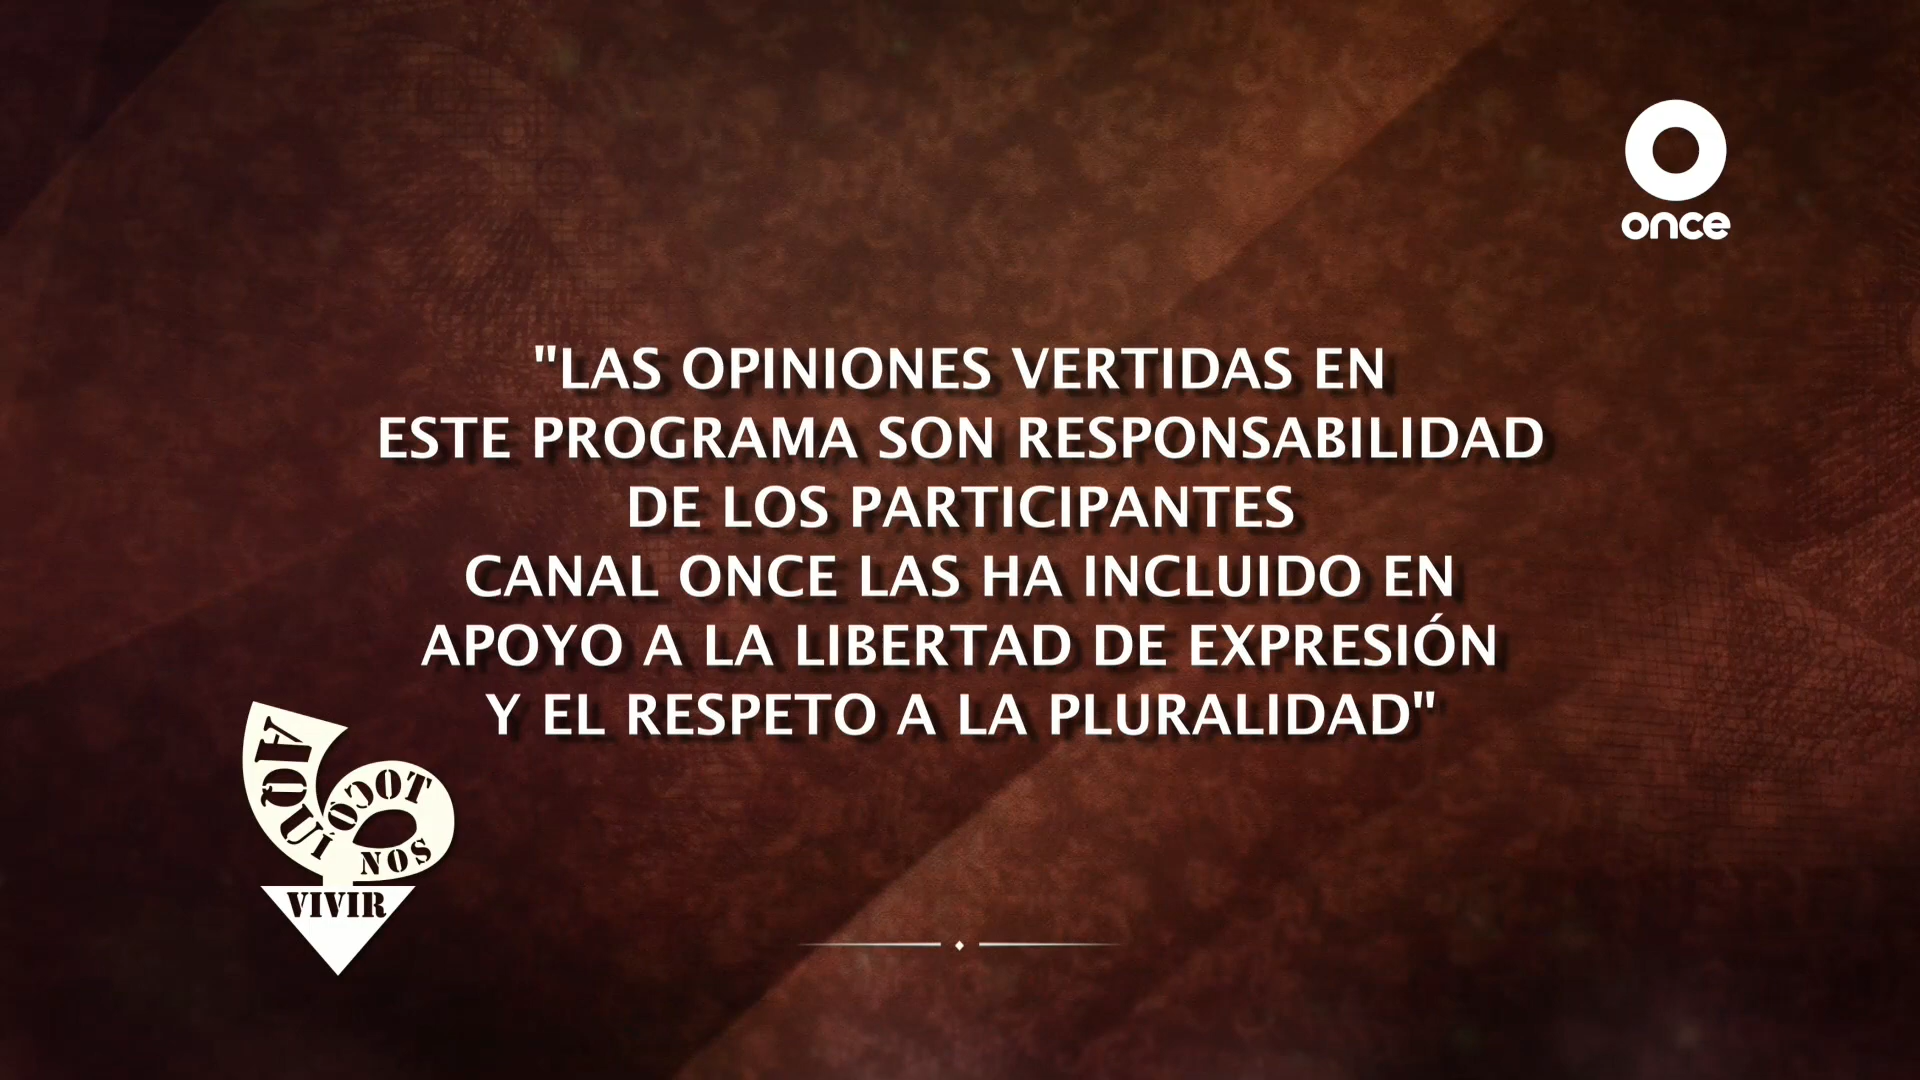 once
"LAS OPINIONES VERTIDAS EN
ESTE PROGRAMA SON RESPONSABILIDAD
DE LOS PARTICIPANTES
CANAL ONCE LAS HA INCLUIDO EN
APOYO A LA LIBERTAD DE EXPRESIÓN
Y EL RESPETO A LA PLURALIDAD"
AQUÍ
NOS
TOCÓ
VIVIR